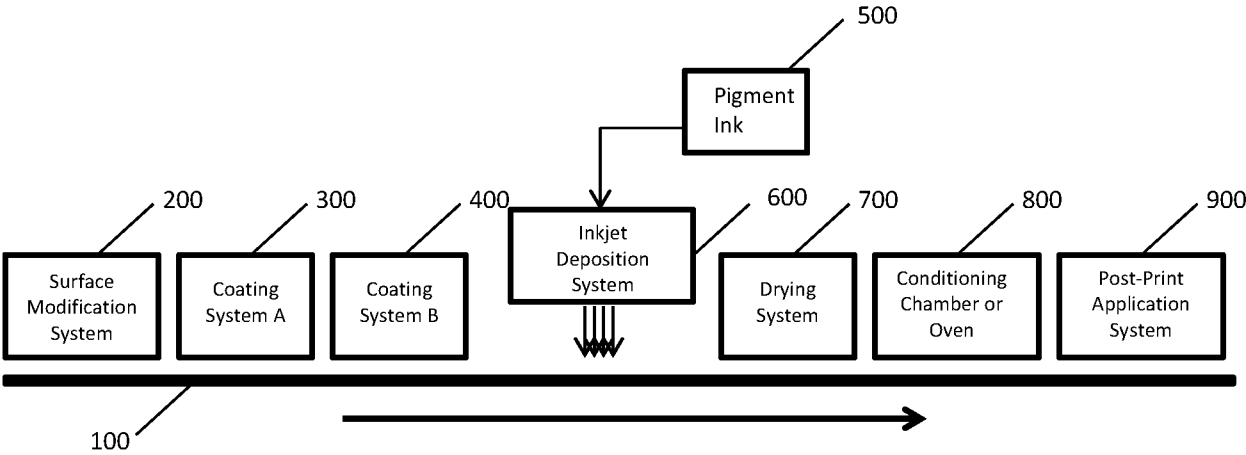 500
Pigment
Ink
200
300
400
600
700
800
900
Surface
Modification
System
Coating
System A
Coating
System B
Inkjet
Deposition
System
Drying
System
Conditioning
Chamber or
Oven
Post-Print
Application
System
100